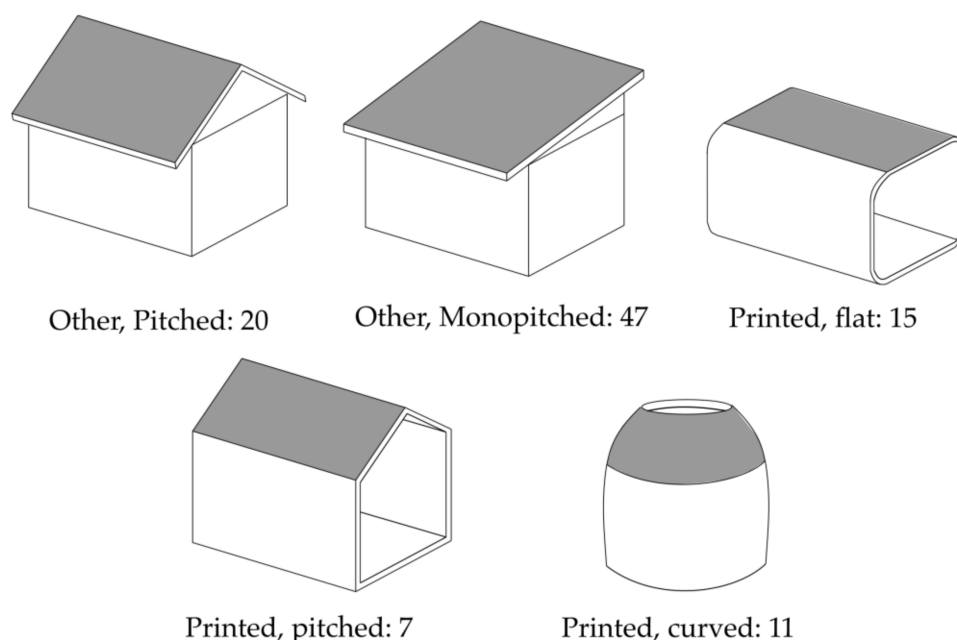 Other, Pitched: 20
Other, Monopitched: 47
Printed, flat: 15
Printed, pitched: 7
Printed, curved: 11